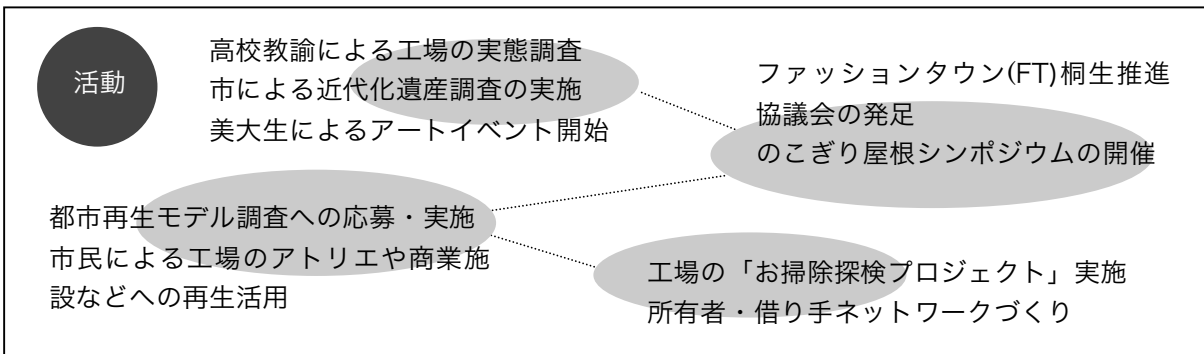 活動
高校教諭による工場の実態調査
市による近代化遺産調査の実施
美大生によるアートイベント開始
ファッションタウン(FT)桐生推進
協議会の発足
のこぎり屋根シンポジウムの開催
都市再生モデル調査への応募・実施
市民による工場のアトリエや商業施
設などへの再生活用
工場の「お掃除探検プロジェクト」実施
所有者・借り手ネットワークづくり